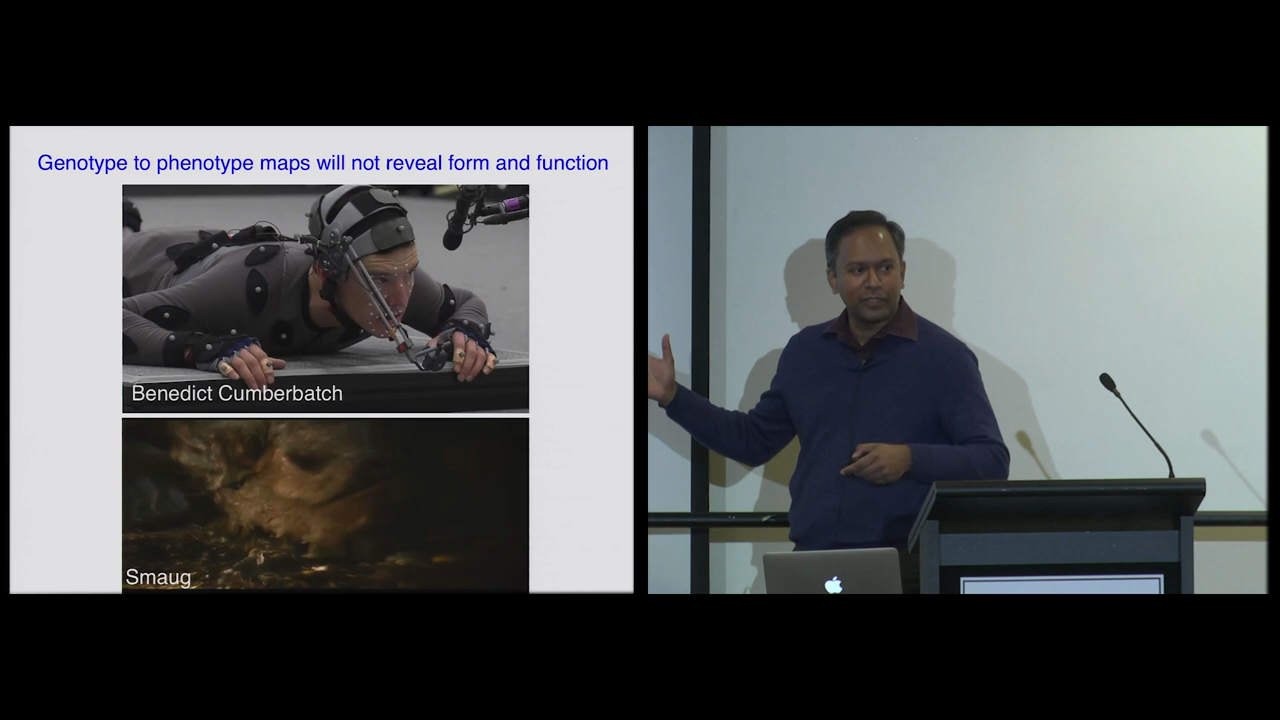 Genotype to phenotype maps will not reveal form and function
Benedict Cumberbatch
Smaug